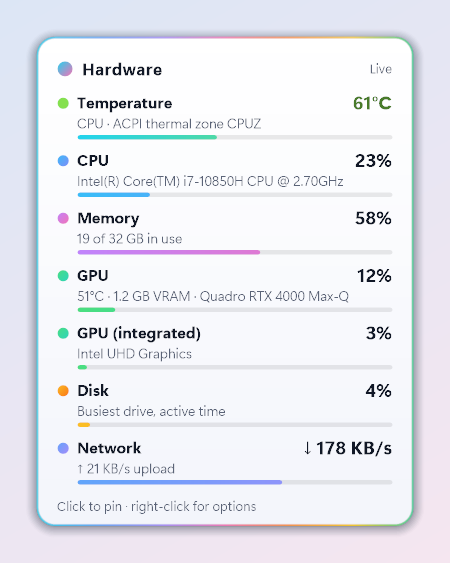 Hardware Live
Temperature 61°C
CPU · ACPI thermal zone CPUZ
CPU 23%
Intel(R) Core(TM) i7-10850H CPU @ 2.70GHz
Memory 58%
19 of 32 GB in use
GPU 12%
51°C · 1.2 GB VRAM · Quadro RTX 4000 Max-Q
GPU (integrated) 3%
Intel UHD Graphics
Disk 4%
Busiest drive, active time
Network ↓ 178 KB/s
↑ 21 KB/s upload
Click to pin · right-click for options